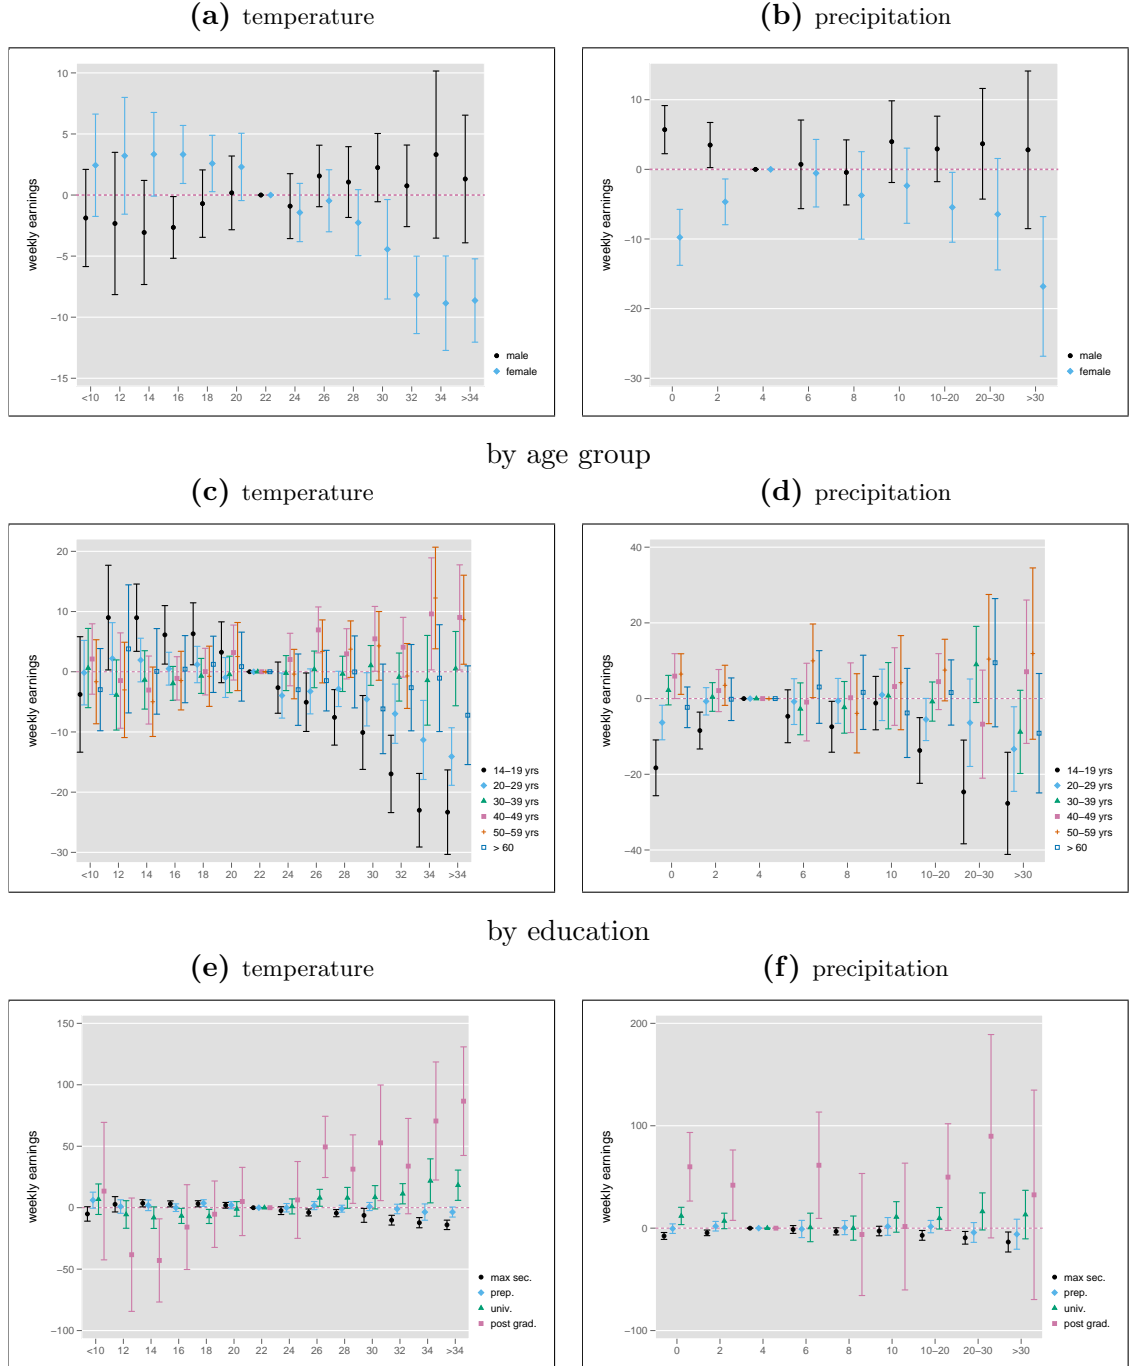 (a) temperature
(b) precipitation
weekly earnings
10
5
0
−5
−10
−15
<10 12 14 16 18 20 22 24 26 28 30 32 34 >34
male
female
weekly earnings
10
0
−10
−20
−30
0 2 4 6 8 10 10−20 20−30 >30
male
female
by age group
(c) temperature
(d) precipitation
weekly earnings
20
10
0
−10
−20
−30
<10 12 14 16 18 20 22 24 26 28 30 32 34 >34
14−19 yrs
20−29 yrs
30−39 yrs
40−49 yrs
50−59 yrs
> 60
weekly earnings
40
20
0
−20
−40
0 2 4 6 8 10 10−20 20−30 >30
14−19 yrs
20−29 yrs
30−39 yrs
40−49 yrs
50−59 yrs
> 60
by education
(e) temperature
(f) precipitation
weekly earnings
150
100
50
0
−50
−100
<10 12 14 16 18 20 22 24 26 28 30 32 34 >34
max sec.
prep.
univ.
post grad.
weekly earnings
200
100
0
−100
0 2 4 6 8 10 10−20 20−30 >30
max sec.
prep.
univ.
post grad.